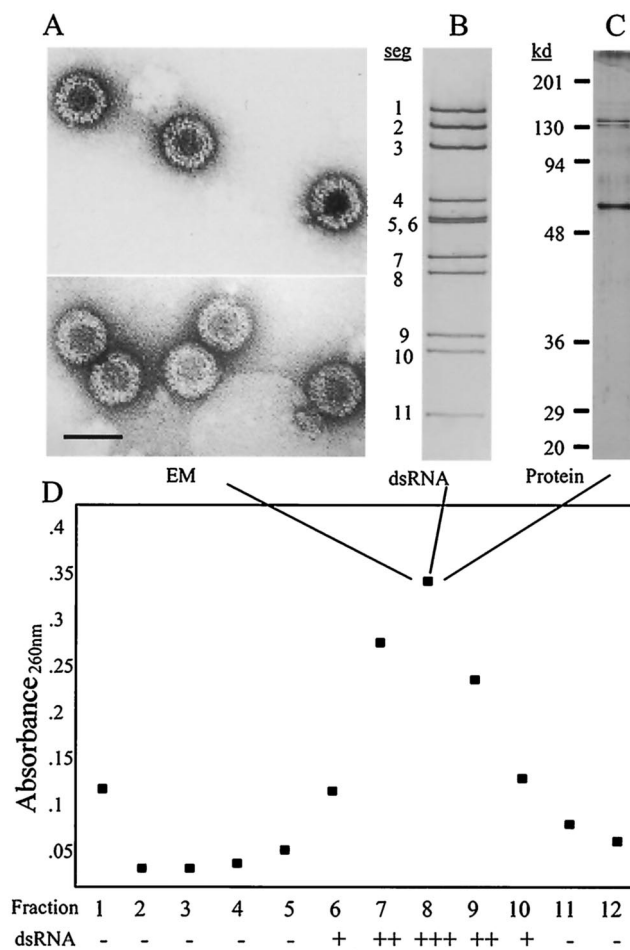 A
B
C
seg
1
2
3
4
5, 6
7
8
9
10
11
kd
201
130
94
48
36
29
20
EM
dsRNA
Protein
D
.4
.35
.3
.25
.15
.1
.05
Absorbance260nm
Fraction 1 2 3 4 5 6 7 8 9 10 11 12
dsRNA - - - - - + ++ +++ ++ + - -